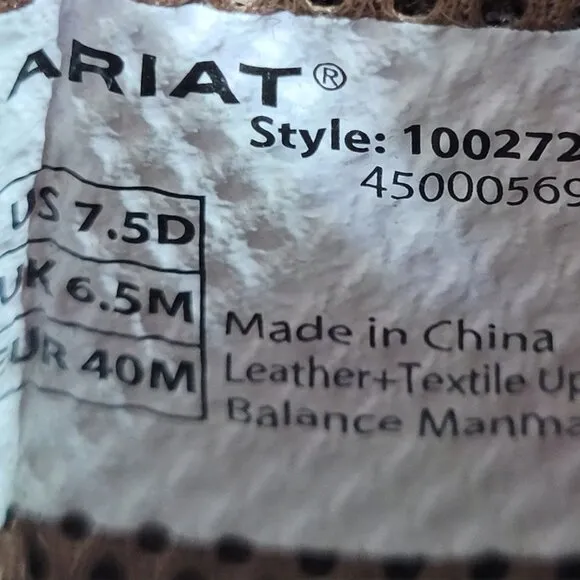 ARIAT®
Style: 100272
45000569
US 7.5D
UK 6.5M
EUR 40M
Made in China
Leather+Textile Up
Balance Manma